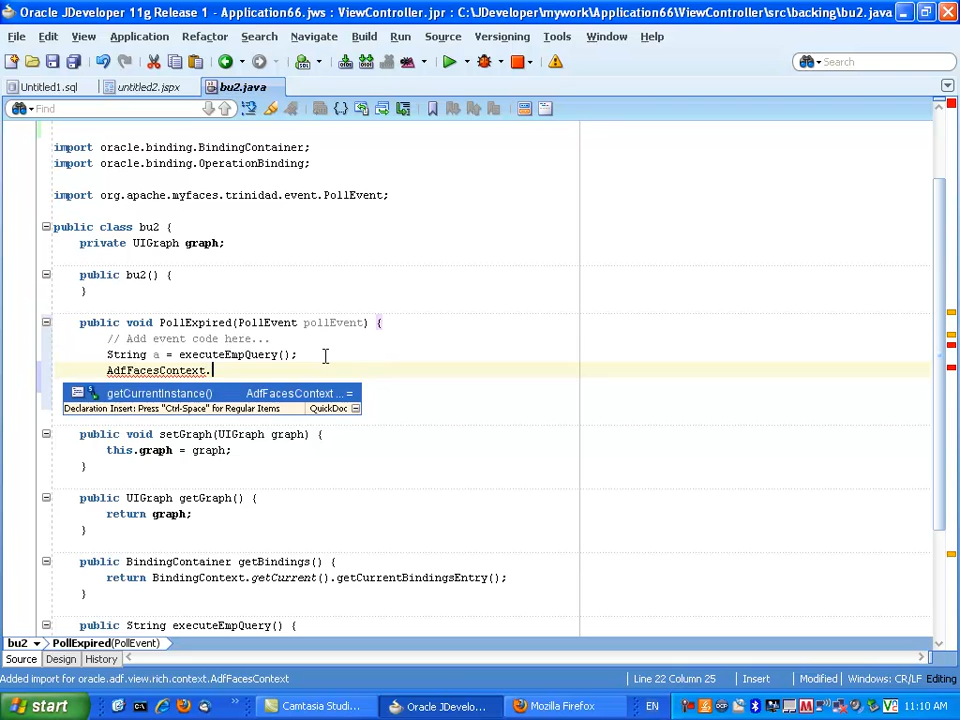 Oracle JDeveloper 11g Release 1 - Application66.jws : ViewController.jpr : C:\JDeveloper\mywork\Application66\ViewController\src\backing\bu2.java
File Edit View Application Refactor Search Navigate Build Run Source Versioning Tools Window Help
Search
Untitled1.sql untitled2.jspx bu2.java
Find
import oracle.binding.BindingContainer;
import oracle.binding.OperationBinding;
import org.apache.myfaces.trinidad.event.PollEvent;
public class bu2 {
private UIGraph graph;
public bu2() {
}
public void PollExpired(PollEvent pollEvent) {
// Add event code here...
String a = executeEmpQuery();
AdfFacesContext.
getCurrentInstance() AdfFacesContext ... =
Declaration Insert: Press "Ctrl-Space" for Regular Items QuickDoc
public void setGraph(UIGraph graph) {
this.graph = graph;
}
public UIGraph getGraph() {
return graph;
}
public BindingContainer getBindings() {
return BindingContext.getCurrent().getCurrentBindingsEntry();
}
public String executeEmpQuery() {
bu2 PollExpired(PollEvent)
Source Design History
Added import for oracle.adf.view.rich.context.AdfFacesContext Line 22 Column 25 Insert Modified Windows: CR/LF Editing
start Camtasia Studi... Oracle JDevelo... Mozilla Firefox EN 11:10 AM